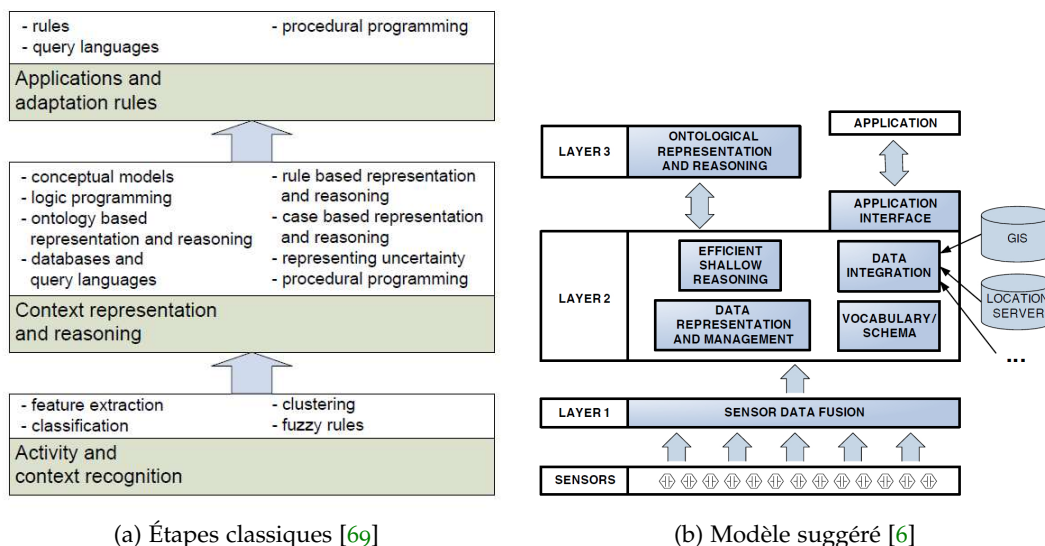 - rules
- query languages
- procedural programming
Applications and
adaptation rules
- conceptual models
- logic programming
- ontology based
representation and reasoning
- databases and
query languages
- rule based representation
and reasoning
- case based representation
and reasoning
- representing uncertainty
- procedural programming
Context representation
and reasoning
- feature extraction
- classification
- clustering
- fuzzy rules
Activity and
context recognition
(a) Étapes classiques [69]
LAYER 3
ONTOLOGICAL
REPRESENTATION
AND REASONING
APPLICATION
APPLICATION
INTERFACE
LAYER 2
EFFICIENT
SHALLOW
REASONING
DATA
INTEGRATION
DATA
REPRESENTATION
AND MANAGEMENT
VOCABULARY/
SCHEMA
GIS
LOCATION
SERVER
...
LAYER 1
SENSOR DATA FUSION
SENSORS
(b) Modèle suggéré [6]